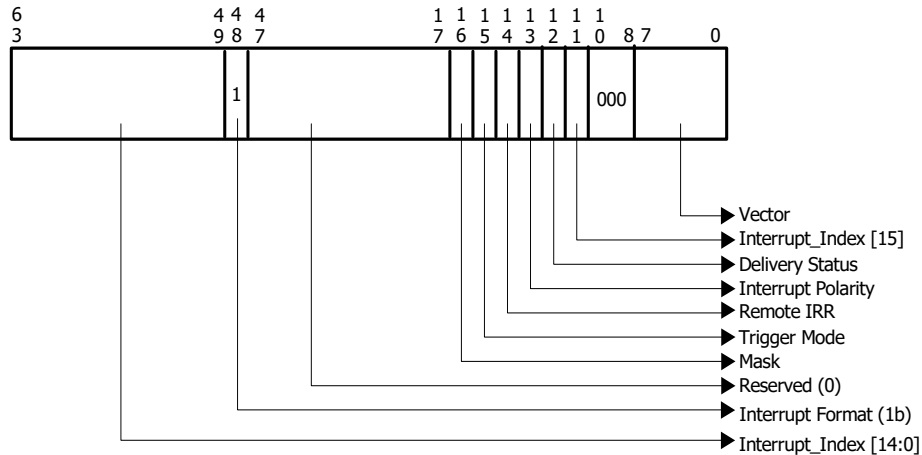 6 4 4 4 1 1 1 1 1 1 1 1
3 9 8 7 7 6 5 4 3 2 1 0 8 7 0
1 000
Vector
Interrupt_Index [15]
Delivery Status
Interrupt Polarity
Remote IRR
Trigger Mode
Mask
Reserved (0)
Interrupt Format (1b)
Interrupt_Index [14:0]